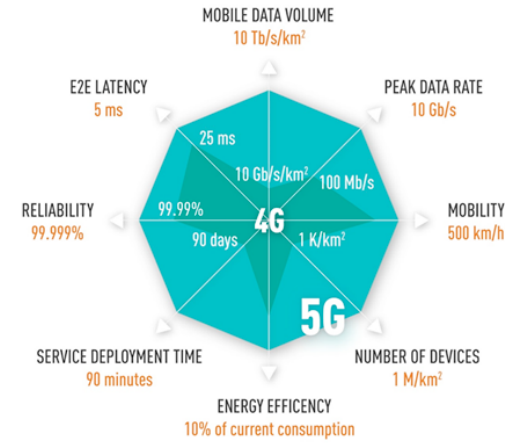 MOBILE DATA VOLUME
10 Tb/s/km²
E2E LATENCY
5 ms
PEAK DATA RATE
10 Gb/s
25 ms
10 Gb/s/km²
100 Mb/s
RELIABILITY
99.999%
99.99%
4G
MOBILITY
500 km/h
90 days
1 K/km²
5G
SERVICE DEPLOYMENT TIME
90 minutes
NUMBER OF DEVICES
1 M/km²
ENERGY EFFICENCY
10% of current consumption